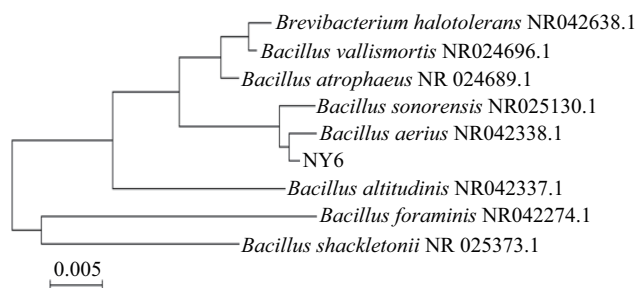 Brevibacterium halotolerans NR042638.1
Bacillus vallismortis NR024696.1
Bacillus atrophaeus NR 024689.1
Bacillus sonorensis NR025130.1
Bacillus aerius NR042338.1
NY6
Bacillus altitudinis NR042337.1
Bacillus foraminis NR042274.1
Bacillus shackletonii NR 025373.1
0.005